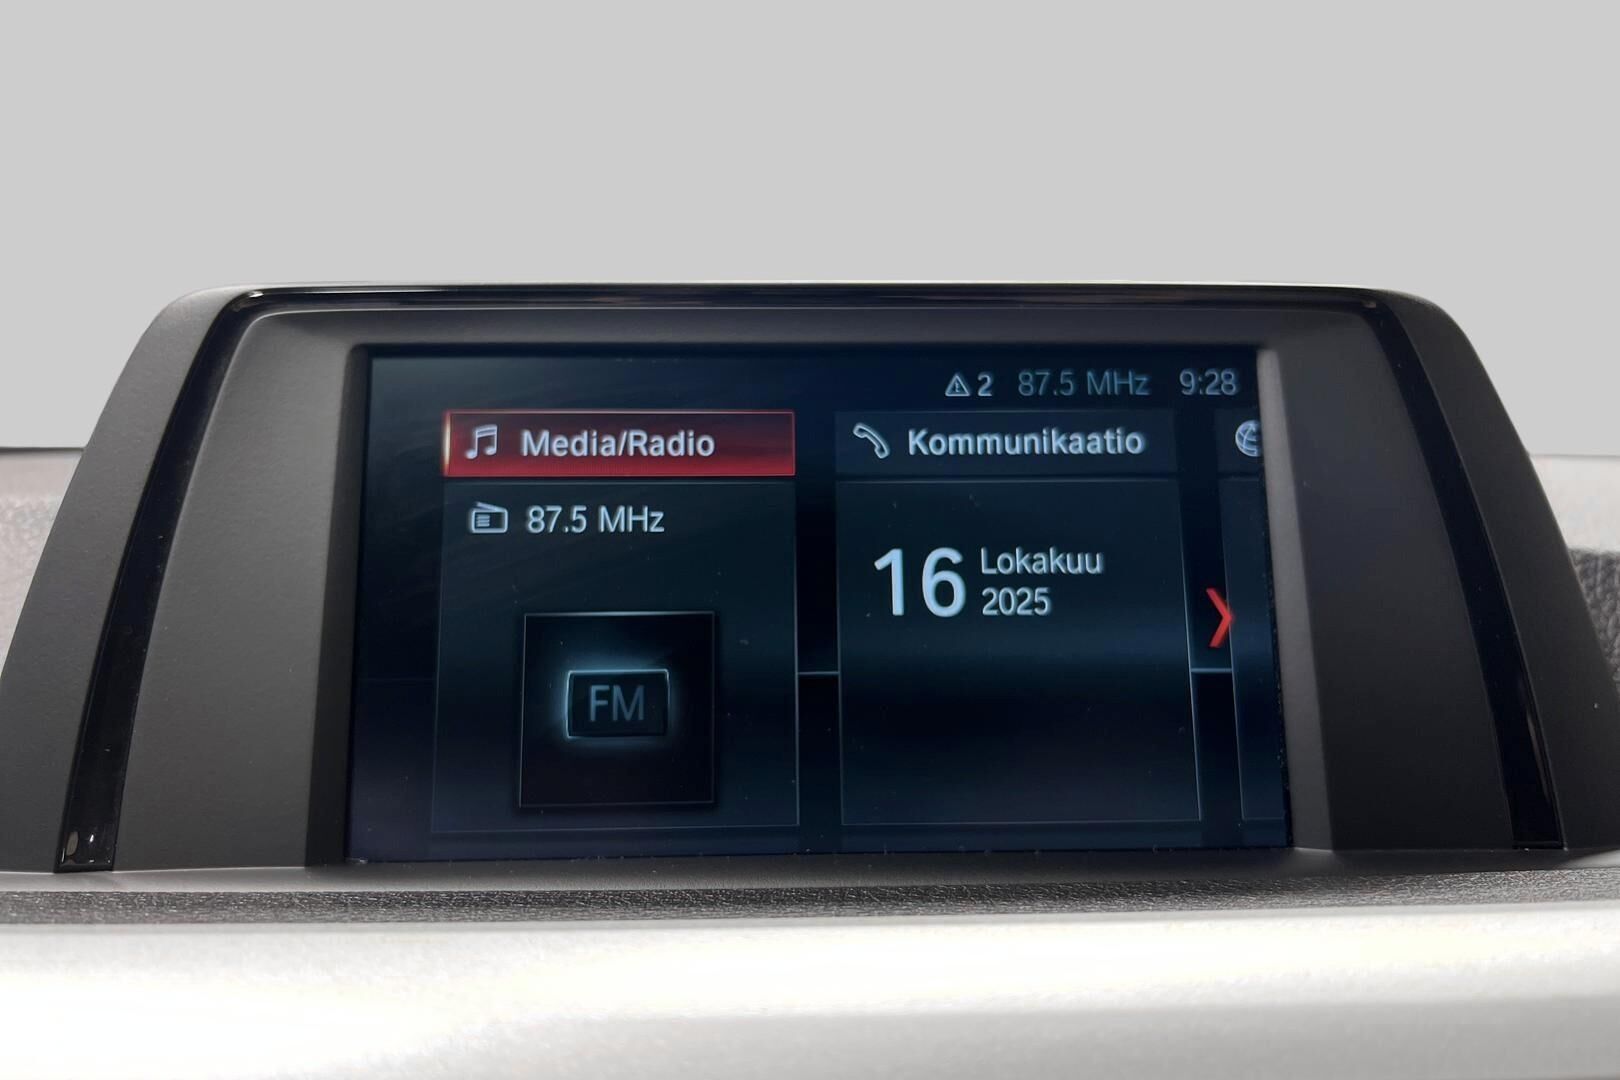 2 87.5 MHz 9:28
Media/Radio
87.5 MHz
FM
Kommunikaatio
16 Lokakuu
2025